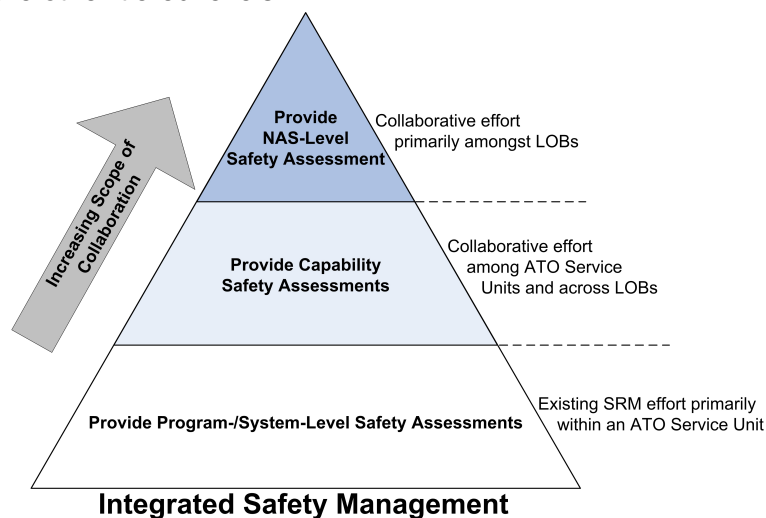 Provide
NAS-Level
Safety Assessment
Collaborative effort
primarily amongst LOBs
Increasing Scope of
Collaboration
Provide Capability
Safety Assessments
Collaborative effort
among ATO Service
Units and across LOBs
Provide Program-/System-Level Safety Assessments
Existing SRM effort primarily
within an ATO Service Unit
Integrated Safety Management